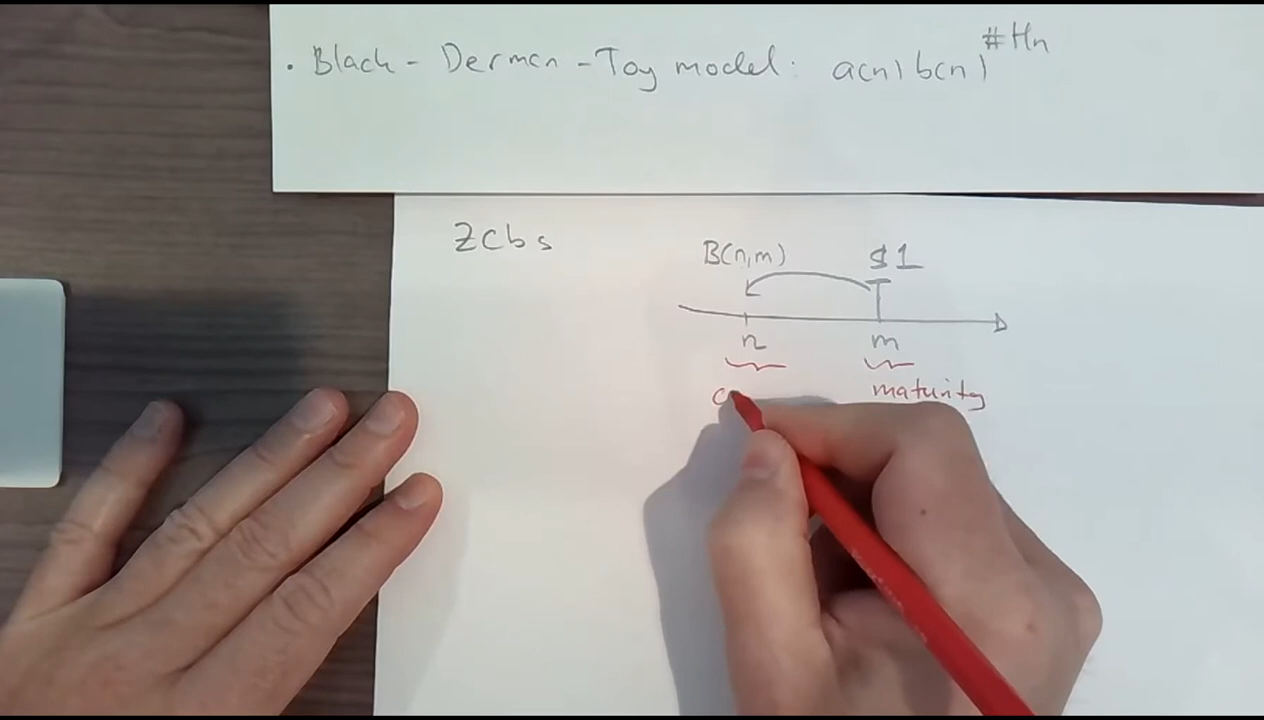 . Black - Derman - Toy model: a(n) b(n)^#Hn
Zcbs
B(n,m) $1
n m
maturity